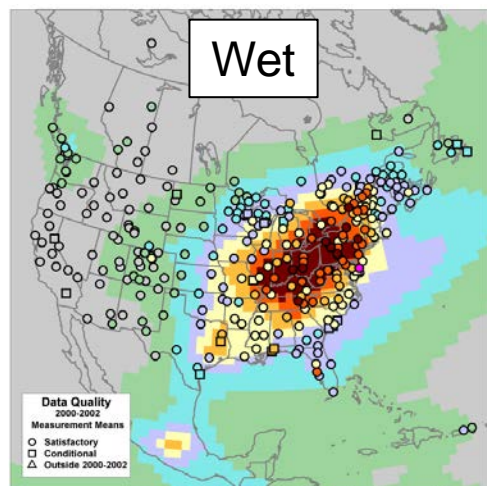 Wet
Data Quality
2000-2002
Measurement Means
Satisfactory
Conditional
Outside 2000-2002